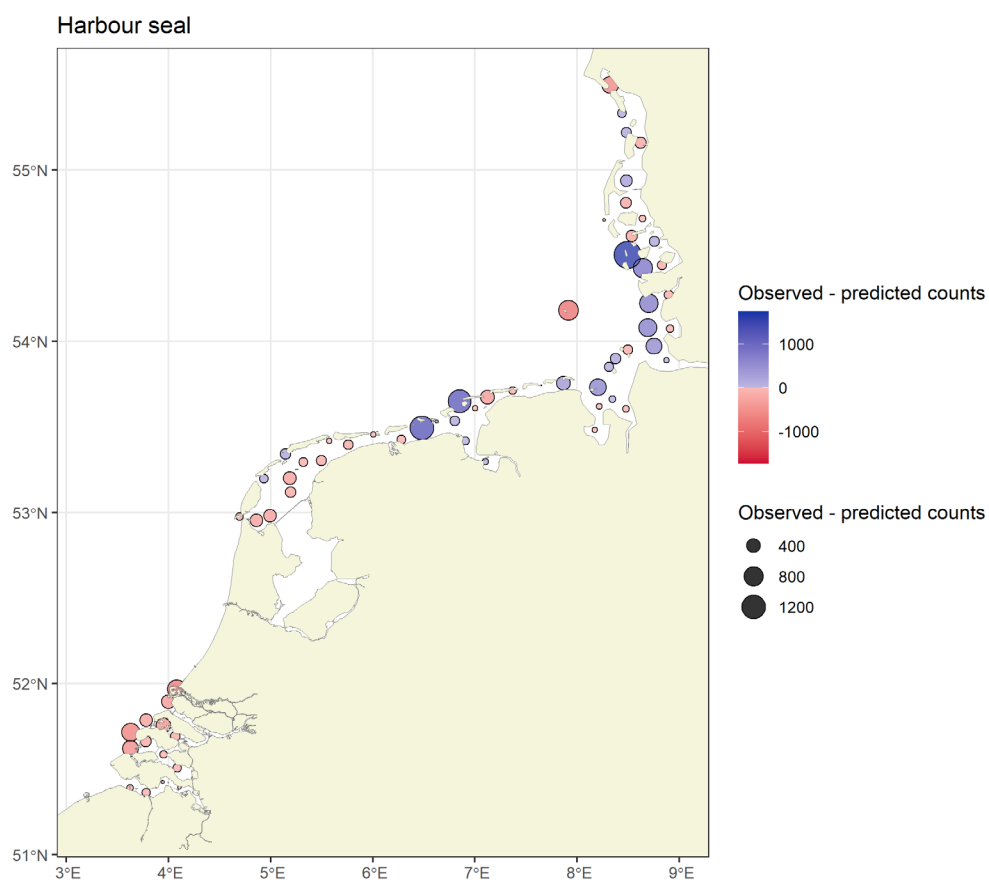 Harbour seal
55°N
54°N
53°N
52°N
51°N
3°E 4°E 5°E 6°E 7°E 8°E 9°E
Observed - predicted counts
1000
0
-1000
Observed - predicted counts
400
800
1200